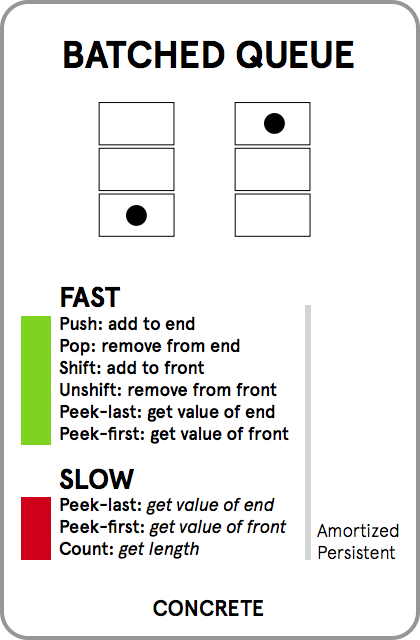 BATCHED QUEUE
FAST
Push: add to end
Pop: remove from end
Shift: add to front
Unshift: remove from front
Peek-last: get value of end
Peek-first: get value of front
SLOW
Peek-last: get value of end
Peek-first: get value of front
Count: get length
Amortized
Persistent
CONCRETE